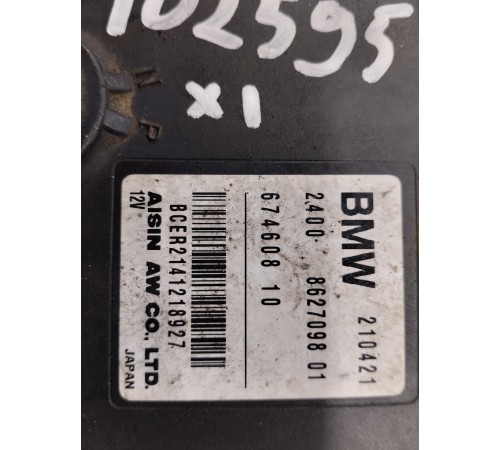 102595
x1
N
P
BMW 210421
2400 8627098 01
674608 10
BCER2141218927
AISIN AW CO., LTD.
12V JAPAN